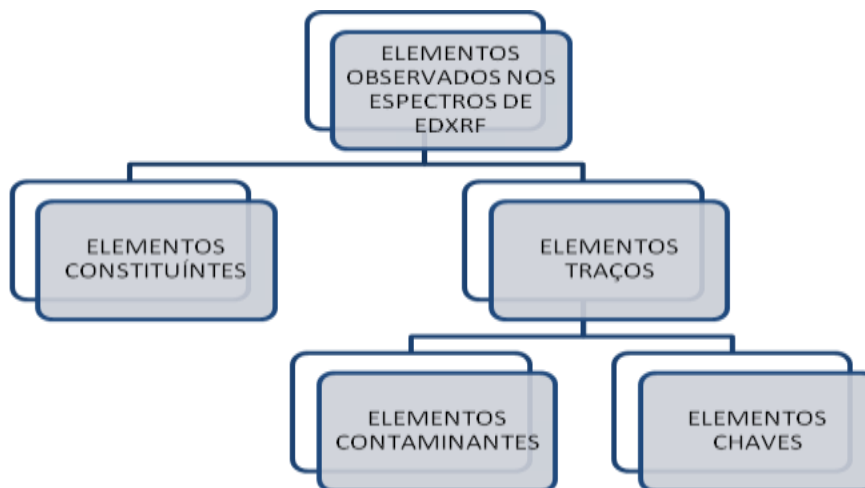 ELEMENTOS
OBSERVADOS NOS
ESPECTROS DE
EDXRF
ELEMENTOS
CONSTITUÍNTES
ELEMENTOS
TRAÇOS
ELEMENTOS
CONTAMINANTES
ELEMENTOS
CHAVES